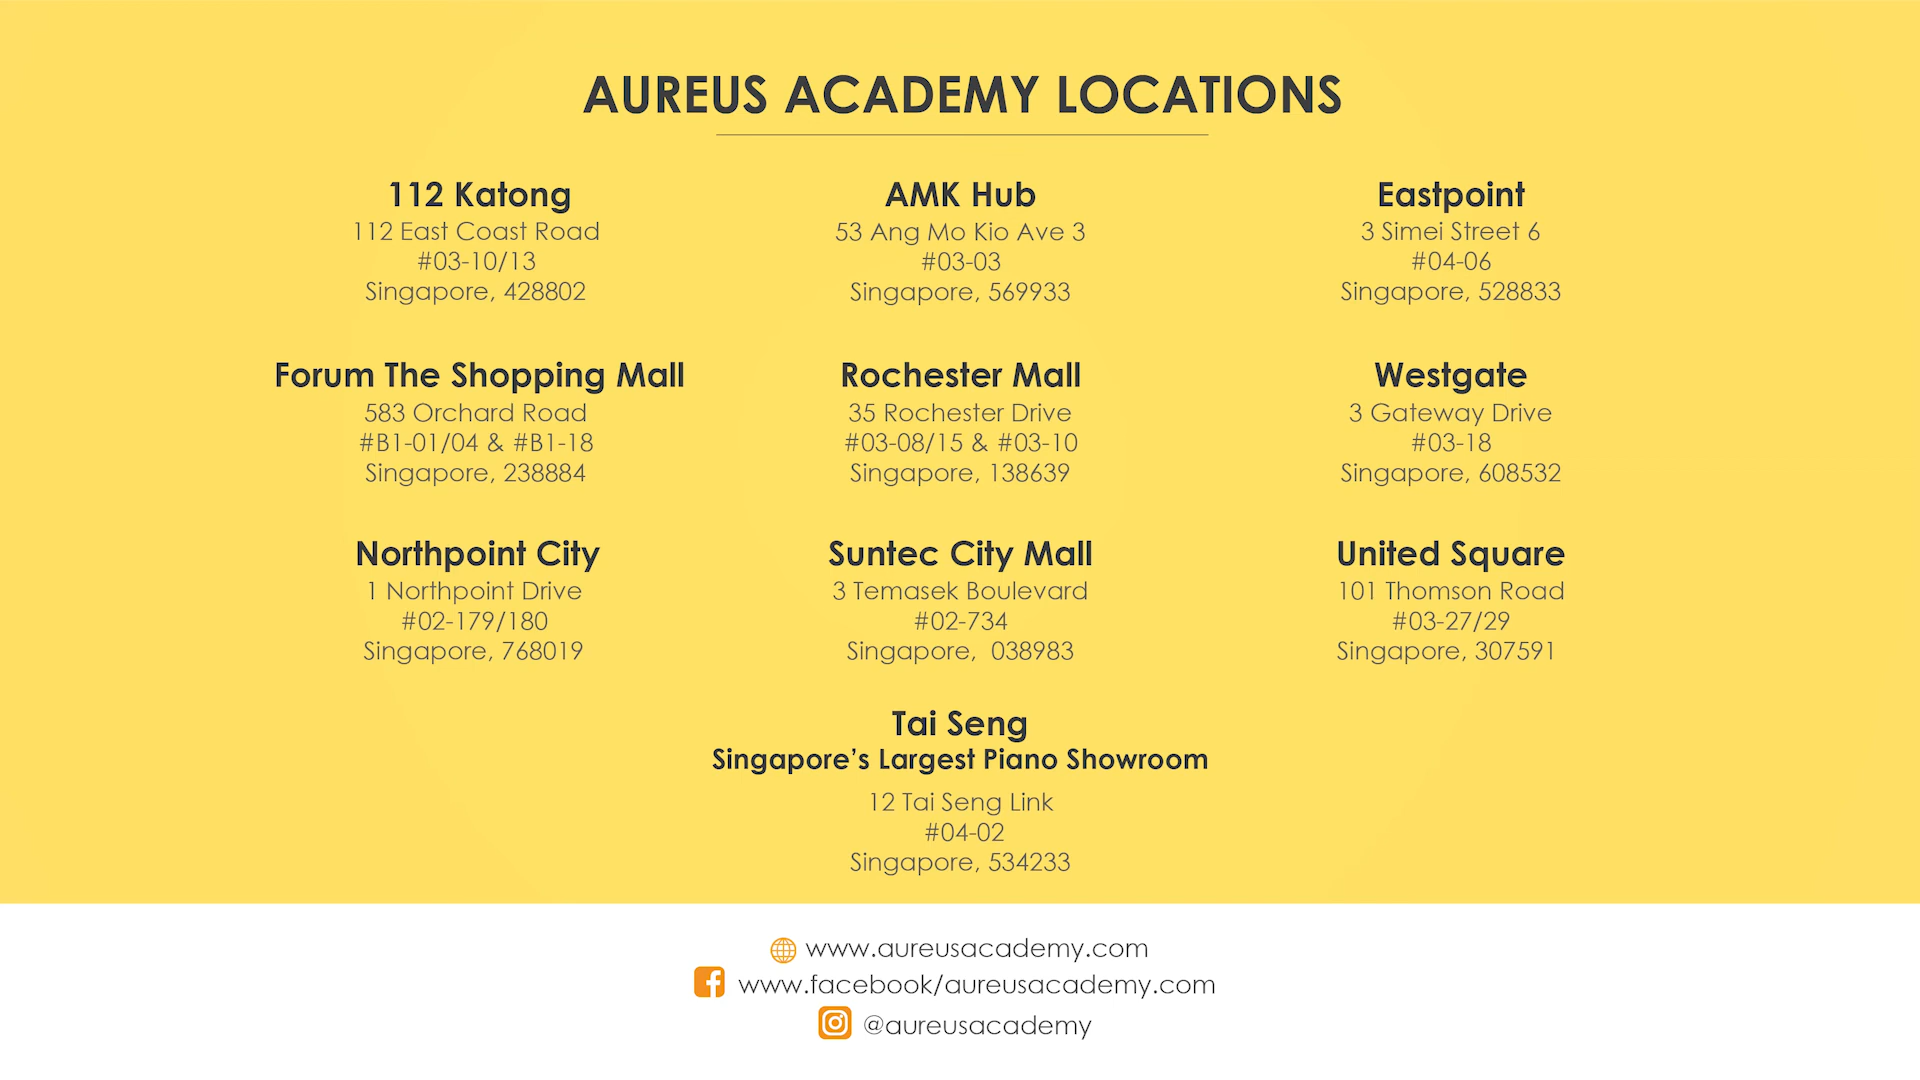 AUREUS ACADEMY LOCATIONS
112 Katong
112 East Coast Road
#03-10/13
Singapore, 428802
AMK Hub
53 Ang Mo Kio Ave 3
#03-03
Singapore, 569933
Eastpoint
3 Simei Street 6
#04-06
Singapore, 528833
Forum The Shopping Mall
583 Orchard Road
#B1-01/04 & #B1-18
Singapore, 238884
Rochester Mall
35 Rochester Drive
#03-08/15 & #03-10
Singapore, 138639
Westgate
3 Gateway Drive
#03-18
Singapore, 608532
Northpoint City
1 Northpoint Drive
#02-179/180
Singapore, 768019
Suntec City Mall
3 Temasek Boulevard
#02-734
Singapore,  038983
United Square
101 Thomson Road
#03-27/29
Singapore, 307591
Tai Seng
Singapore’s Largest Piano Showroom
12 Tai Seng Link
#04-02
Singapore, 534233
www.aureusacademy.com
www.facebook/aureusacademy.com
@aureusacademy